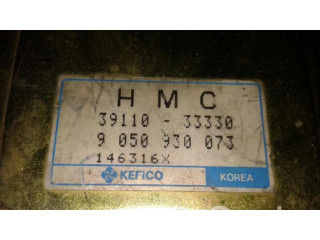 HMC
39110 - 33330
9 050 930 073
146316X
KEFICO KOREA